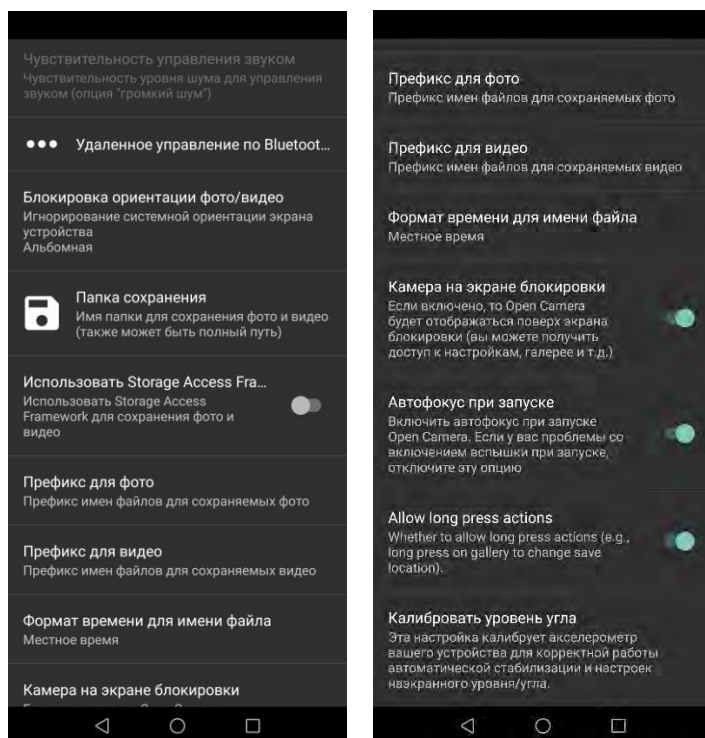 Чувствительность управления звуком
Чувствительность уровня шума для управления
звуком (опция "громкий шум")
Удаленное управление по Bluetoot...
Блокировка ориентации фото/видео
Игнорирование системной ориентации экрана
устройства
Альбомная
Папка сохранения
Имя папки для сохранения фото и видео
(также может быть полный путь)
Использовать Storage Access Fra...
Использовать Storage Access
Framework для сохранения фото и
видео
Префикс для фото
Префикс имен файлов для сохраняемых фото
Префикс для видео
Префикс имен файлов для сохраняемых видео
Формат времени для имени файла
Местное время
Камера на экране блокировки
Префикс для фото
Префикс имен файлов для сохраняемых фото
Префикс для видео
Префикс имен файлов для сохраняемых видео
Формат времени для имени файла
Местное время
Камера на экране блокировки
Если включено, то Open Camera
будет отображаться поверх экрана
блокировки (вы можете получить
доступ к настройкам, галерее и т.д.)
Автофокус при запуске
Включить автофокус при запуске
Open Camera. Если у вас проблемы со
включением вспышки при запуске,
отключите эту опцию
Allow long press actions
Whether to allow long press actions (e.g.,
long press on gallery to change save
location).
Калибровать уровень угла
Эта настройка калибрует акселерометр
вашего устройства для корректной работы
автоматической стабилизации и настроек
наэкранного уровня/угла.